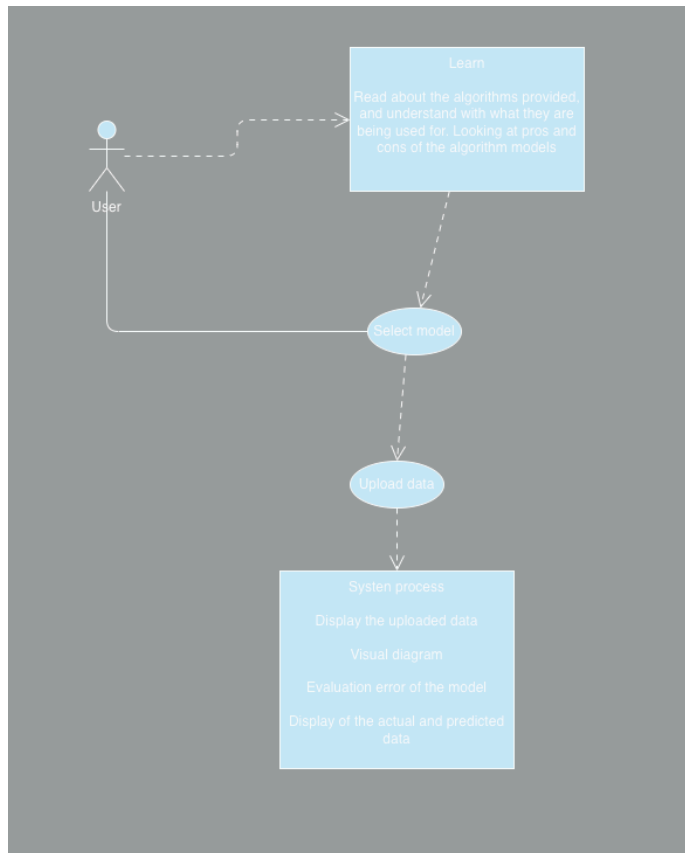 Learn
Read about the algorithms provided,
and understand with what they are
being used for. Looking at pros and
cons of the algorithm models
User
Select model
Upload data
Systen process
Display the uploaded data
Visual diagram
Evaluation error of the model
Display of the actual and predicted
data